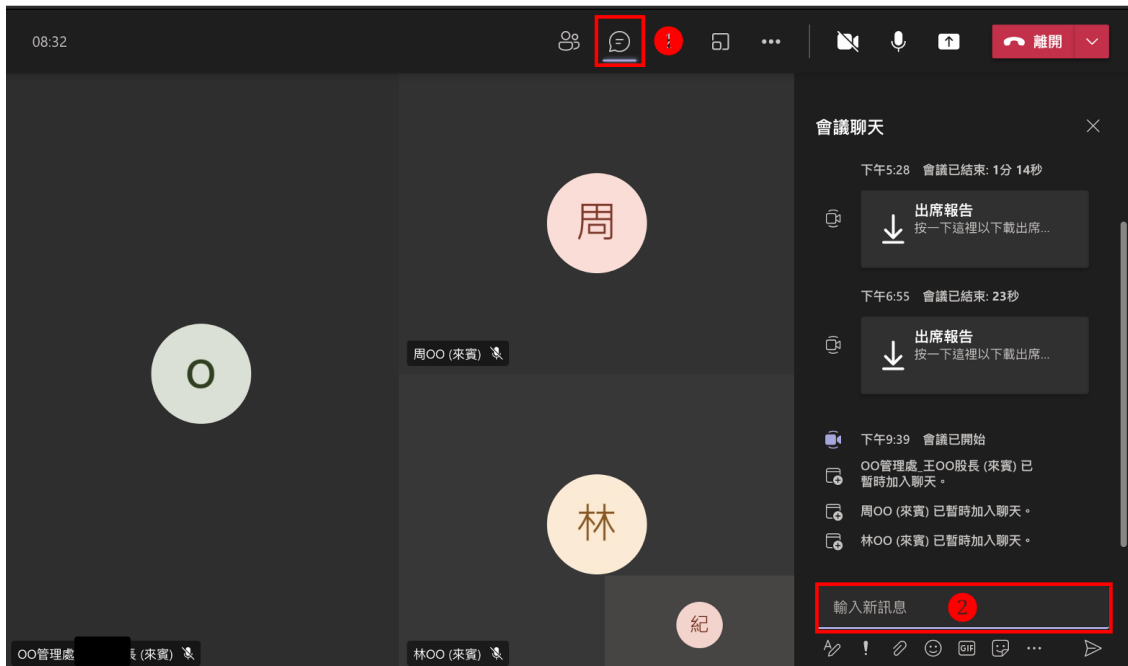 08:32
離開
會議聊天
下午5:28 會議已結束: 1分 14秒
出席報告
按一下這裡以下載出席...
下午6:55 會議已結束: 23秒
出席報告
按一下這裡以下載出席...
下午9:39 會議已開始
OO管理處_王OO股長 (來賓) 已
暫時加入聊天。
周OO (來賓) 已暫時加入聊天。
林OO (來賓) 已暫時加入聊天。
輸入新訊息 2
GIF
O
周
周OO (來賓)
林
紀
OO管理處 長 (來賓)
林OO (來賓)